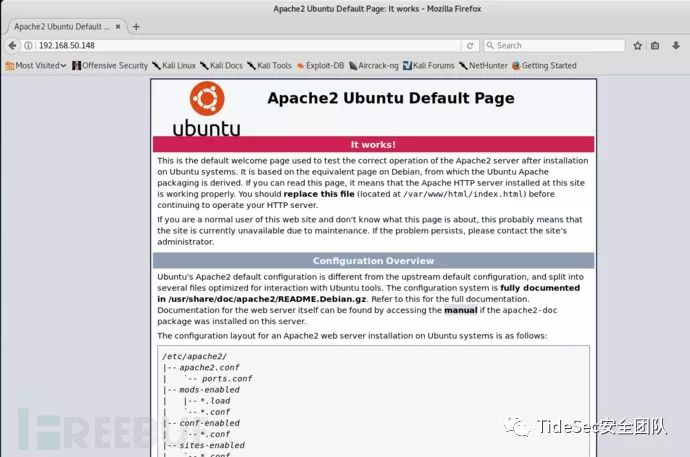 Apache2 Ubuntu Default Page: It works - Mozilla Firefox
Apache2 Ubuntu Default ...
192.168.50.148
Search
Most Visited
Offensive Security
Kali Linux
Kali Docs
Kali Tools
Exploit-DB
Aircrack-ng
Kali Forums
NetHunter
Getting Started
ubuntu
Apache2 Ubuntu Default Page
It works!
This is the default welcome page used to test the correct operation of the Apache2 server after installation
on Ubuntu systems. It is based on the equivalent page on Debian, from which the Ubuntu Apache
packaging is derived. If you can read this page, it means that the Apache HTTP server installed at this site
is working properly. You should replace this file (located at /var/www/html/index.html) before
continuing to operate your HTTP server.
If you are a normal user of this web site and don't know what this page is about, this probably means that
the site is currently unavailable due to maintenance. If the problem persists, please contact the site's
administrator.
Configuration Overview
Ubuntu's Apache2 default configuration is different from the upstream default configuration, and split into
several files optimized for interaction with Ubuntu tools. The configuration system is fully documented
in /usr/share/doc/apache2/README.Debian.gz. Refer to this for the full documentation.
Documentation for the web server itself can be found by accessing the manual if the apache2-doc
package was installed on this server.
The configuration layout for an Apache2 web server installation on Ubuntu systems is as follows:
/etc/apache2/
|-- apache2.conf
|   `-- ports.conf
|-- mods-enabled
|   |-- *.load
|   `-- *.conf
|-- conf-enabled
|   `-- *.conf
|-- sites-enabled
|   `-- *.conf
FREEBUF
TideSec安全团队